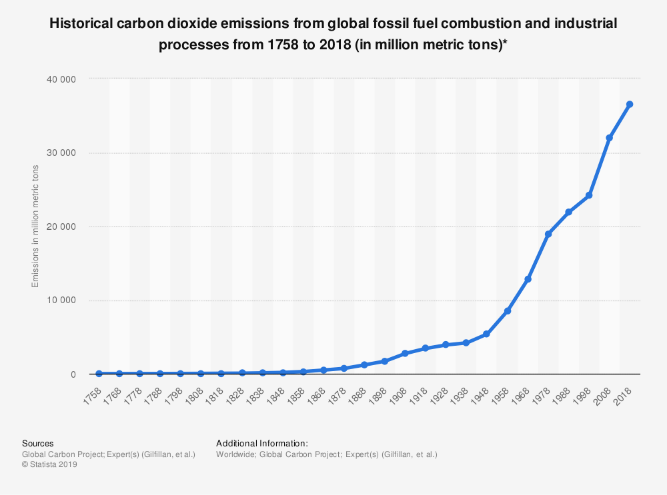 Historical carbon dioxide emissions from global fossil fuel combustion and industrial
processes from 1758 to 2018 (in million metric tons)*
Emissions in million metric tons
40 000
30 000
20 000
10 000
0
1758 1768 1778 1788 1798 1808 1818 1828 1838 1848 1858 1868 1878 1888 1898 1908 1918 1928 1938 1948 1958 1968 1978 1988 1998 2008 2018
Sources
Global Carbon Project; Expert(s) (Gilfillan, et al.)
© Statista 2019
Additional Information:
Worldwide: Global Carbon Project; Expert(s) (Gilfillan, et al.)